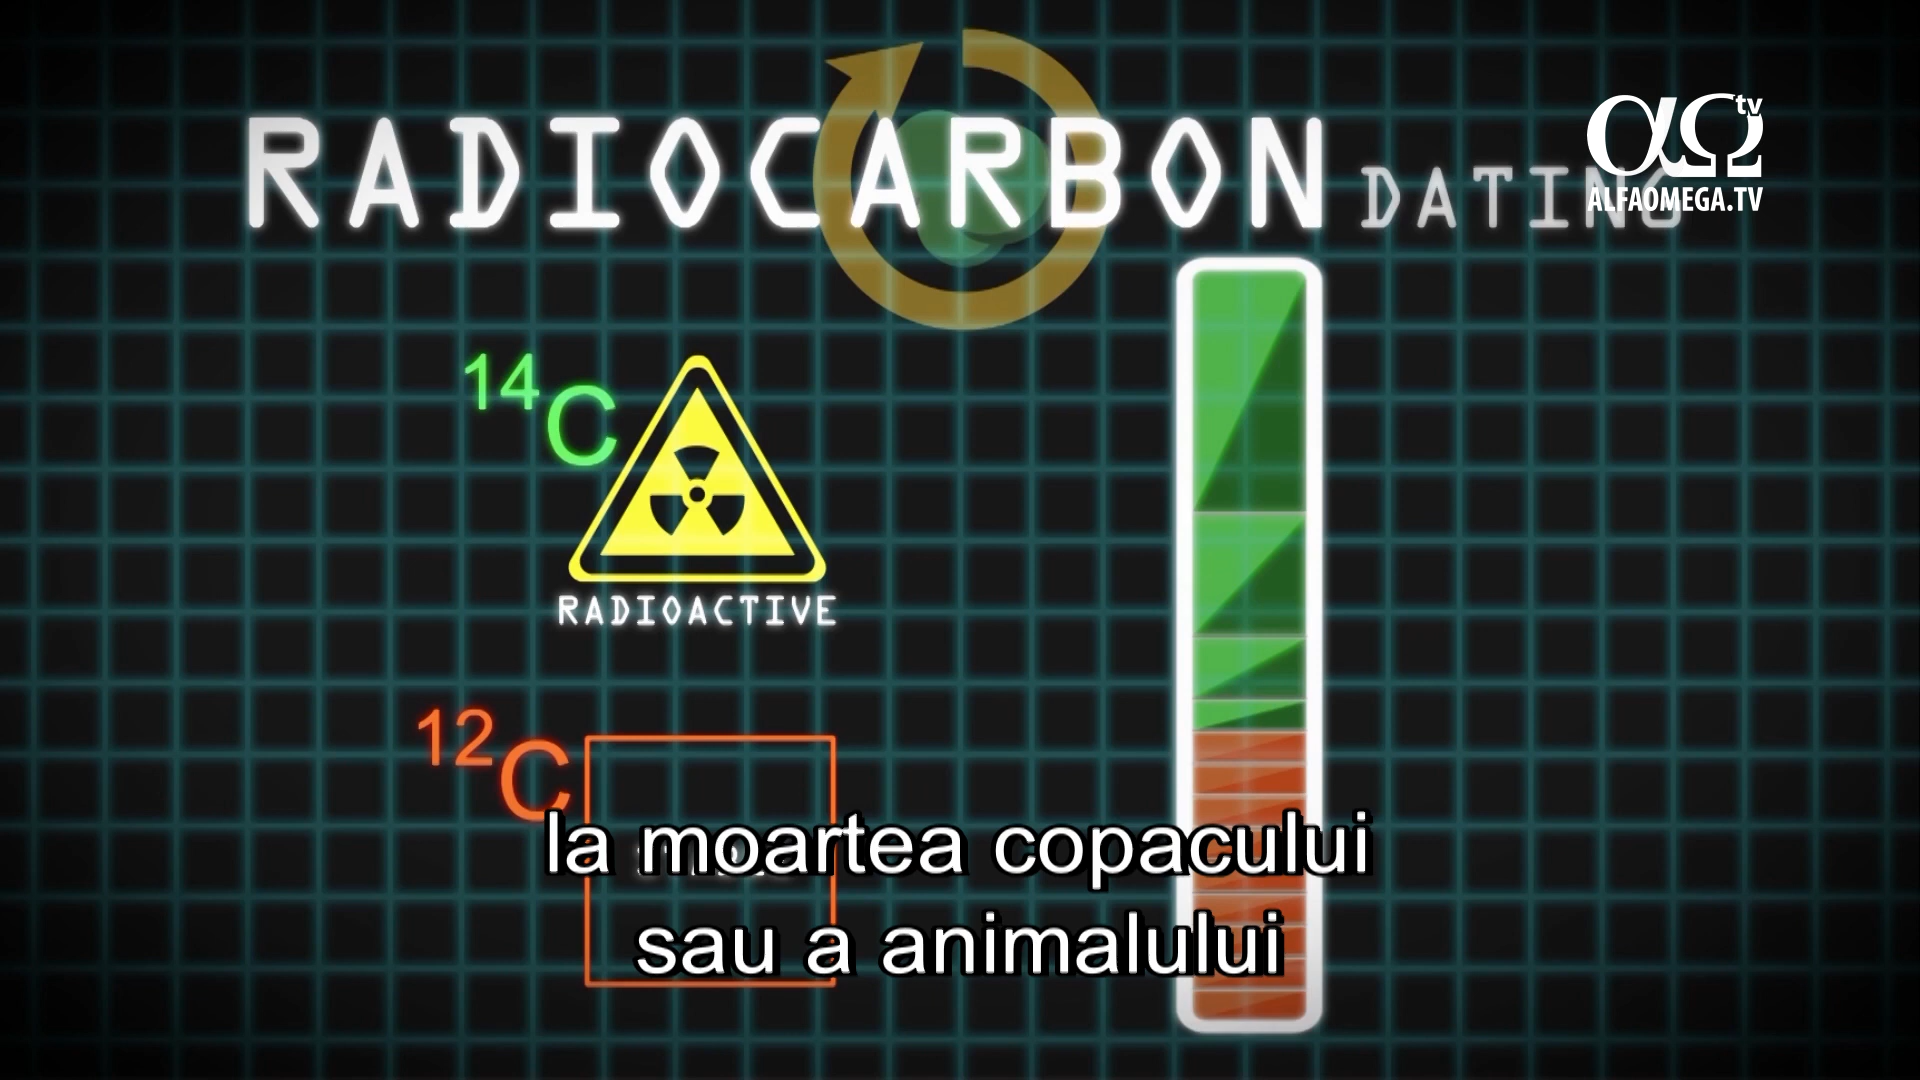 RADIOCARBON DATING
αΩ tv
ALFAOMEGA.TV
14C
RADIOACTIVE
12C
la moartea copacului
sau a animalului